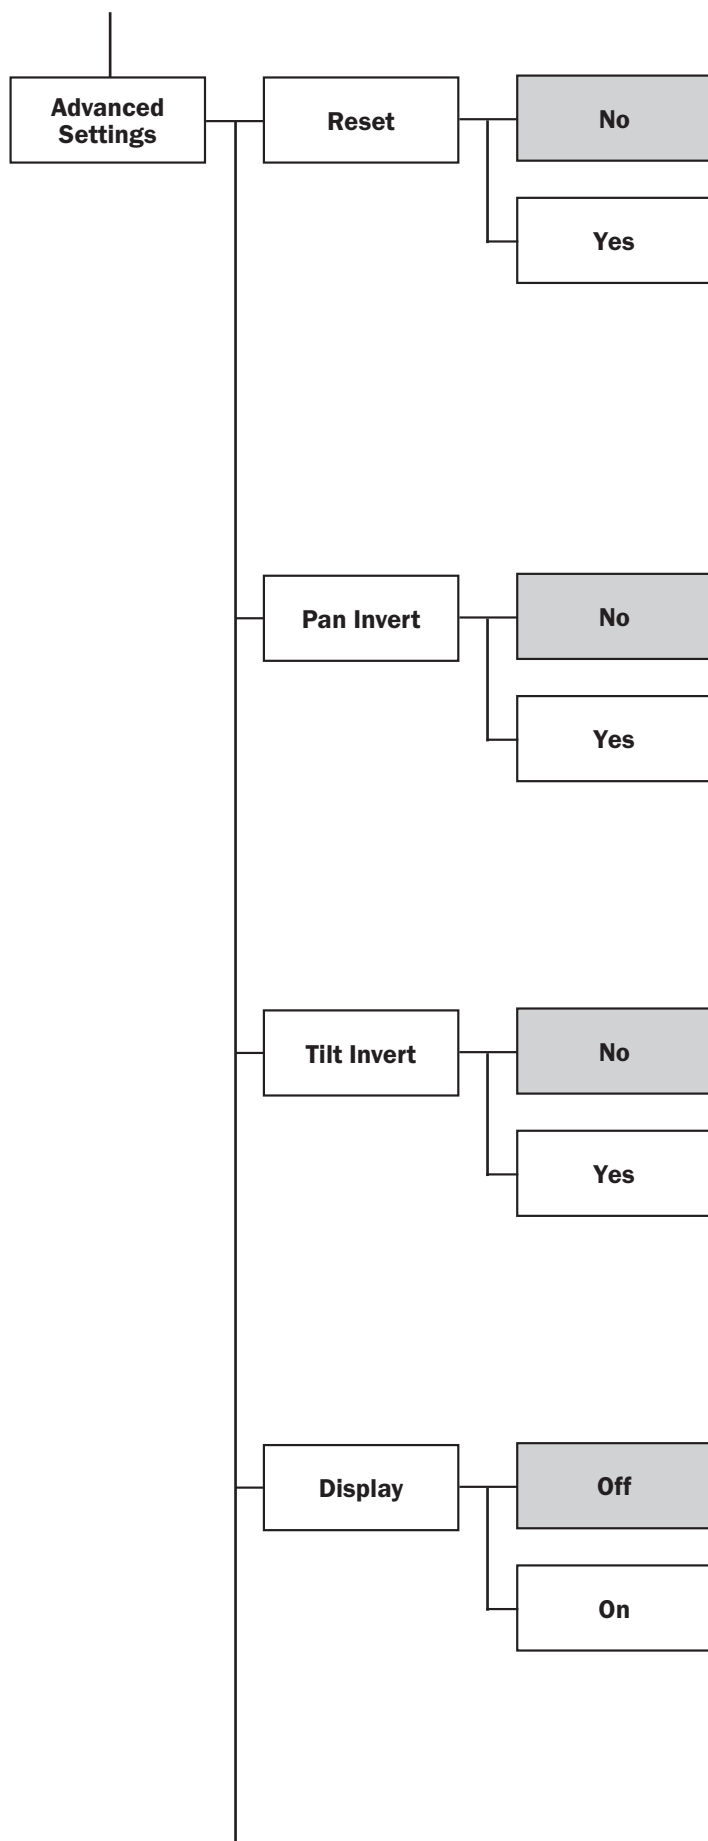 Advanced
Settings
Reset
No
Yes
Pan Invert
No
Yes
Tilt Invert
No
Yes
Display
Off
On